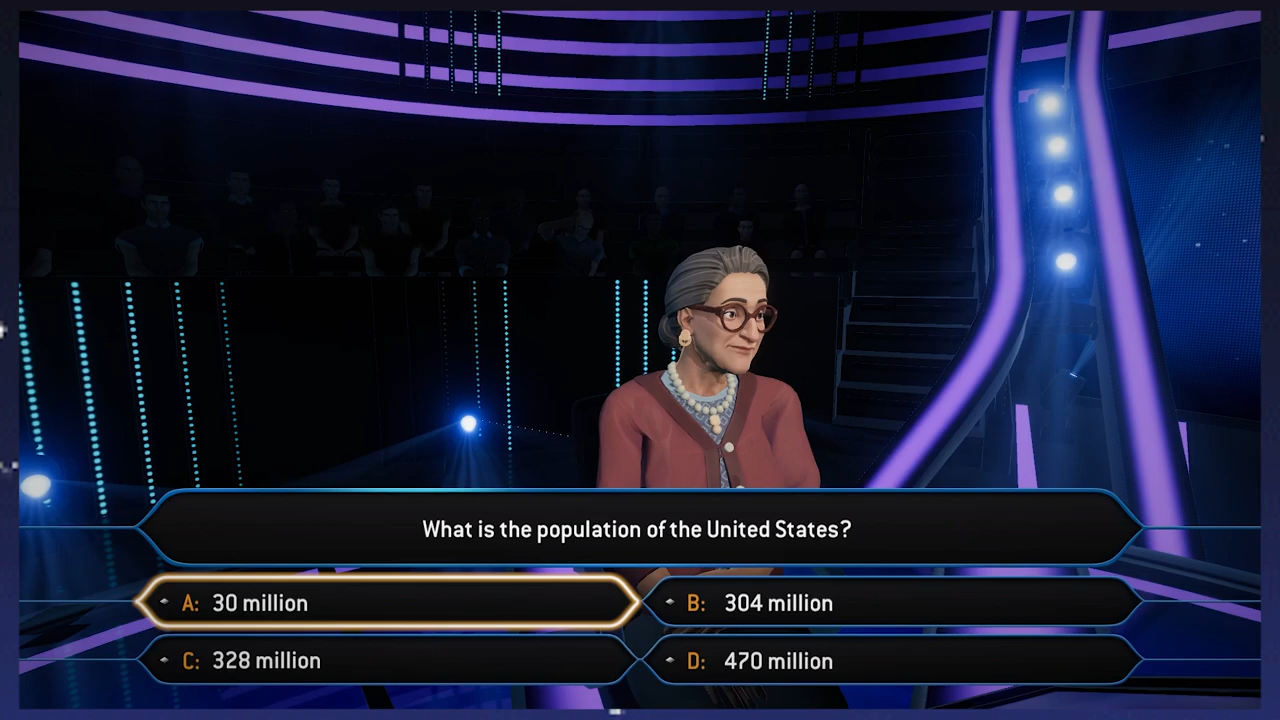 What is the population of the United States?
A: 30 million
B: 304 million
C: 328 million
D: 470 million